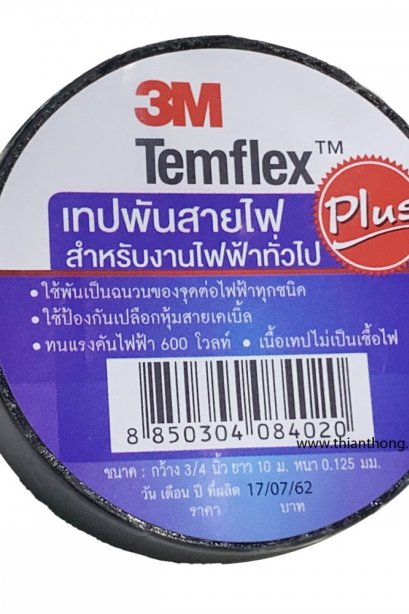 3M
Temflex™
Plus
เทปพันสายไฟ
สำหรับงานไฟฟ้าทั่วไป
• ใช้พันเป็นฉนวนของจุดต่อไฟฟ้าทุกชนิด
• ใช้ป้องกันเปลือกหุ้มสายเคเบิ้ล
• ทนแรงดันไฟฟ้า 600 โวลท์ • เนื้อเทปไม่เป็นเชื้อไฟ
8 850304 084020
www.thianthong.
ขนาด : กว้าง 3/4 นิ้ว ยาว 10 ม. หนา 0.125 มม.
วัน เดือน ปี ที่ผลิต 17/07/62
ราคา บาท